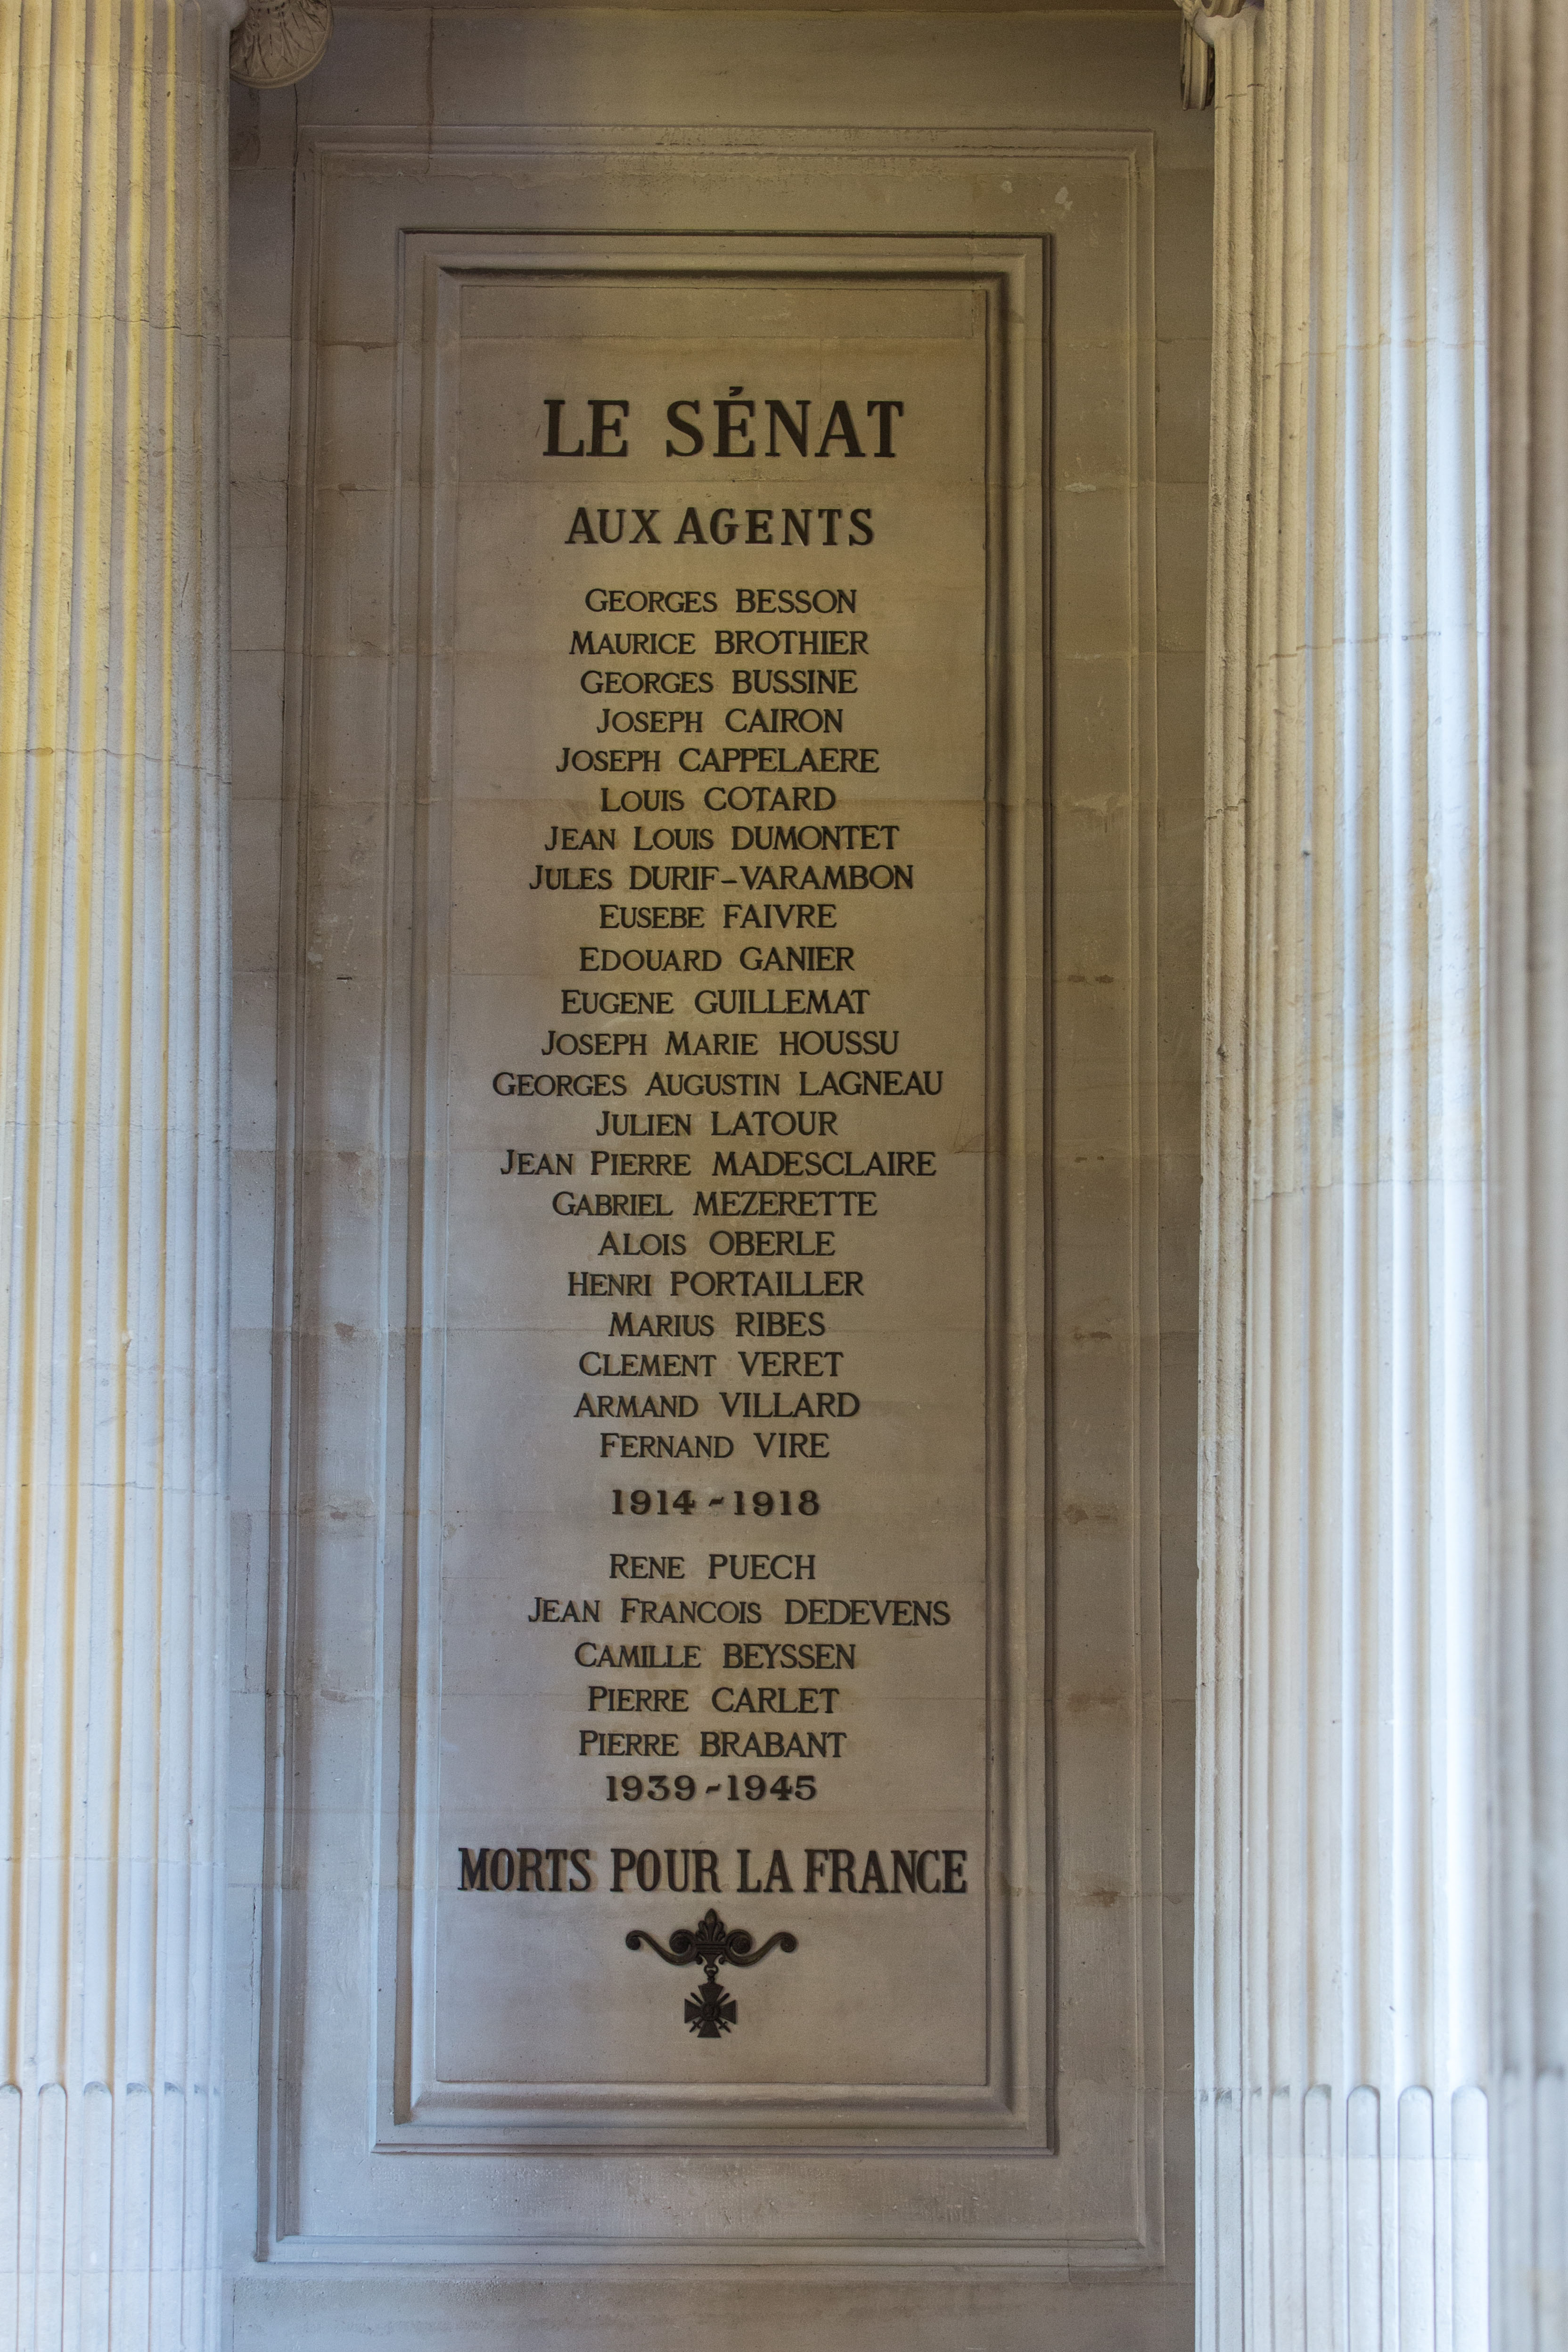 LE SÉNAT
AUX AGENTS
GEORGES BESSON
MAURICE BROTHIER
GEORGES BUSSINE
JOSEPH CAIRON
JOSEPH CAPPELAERE
LOUIS COTARD
JEAN LOUIS DUMONTET
JULES DURIF-VARAMBON
EUSEBE FAIVRE
EDOUARD GANIER
EUGENE GUILLEMAT
JOSEPH MARIE HOUSSU
GEORGES AUGUSTIN LAGNEAU
JULIEN LATOUR
JEAN PIERRE MADESCLAIRE
GABRIEL MEZERETTE
ALOIS OBERLE
HENRI PORTAILLER
MARIUS RIBES
CLEMENT VERET
ARMAND VILLARD
FERNAND VIRE
1914-1918
RENE PUECH
JEAN FRANCOIS DEDEVENS
CAMILLE BEYSSEN
PIERRE CARLET
PIERRE BRABANT
1939-1945
MORTS POUR LA FRANCE